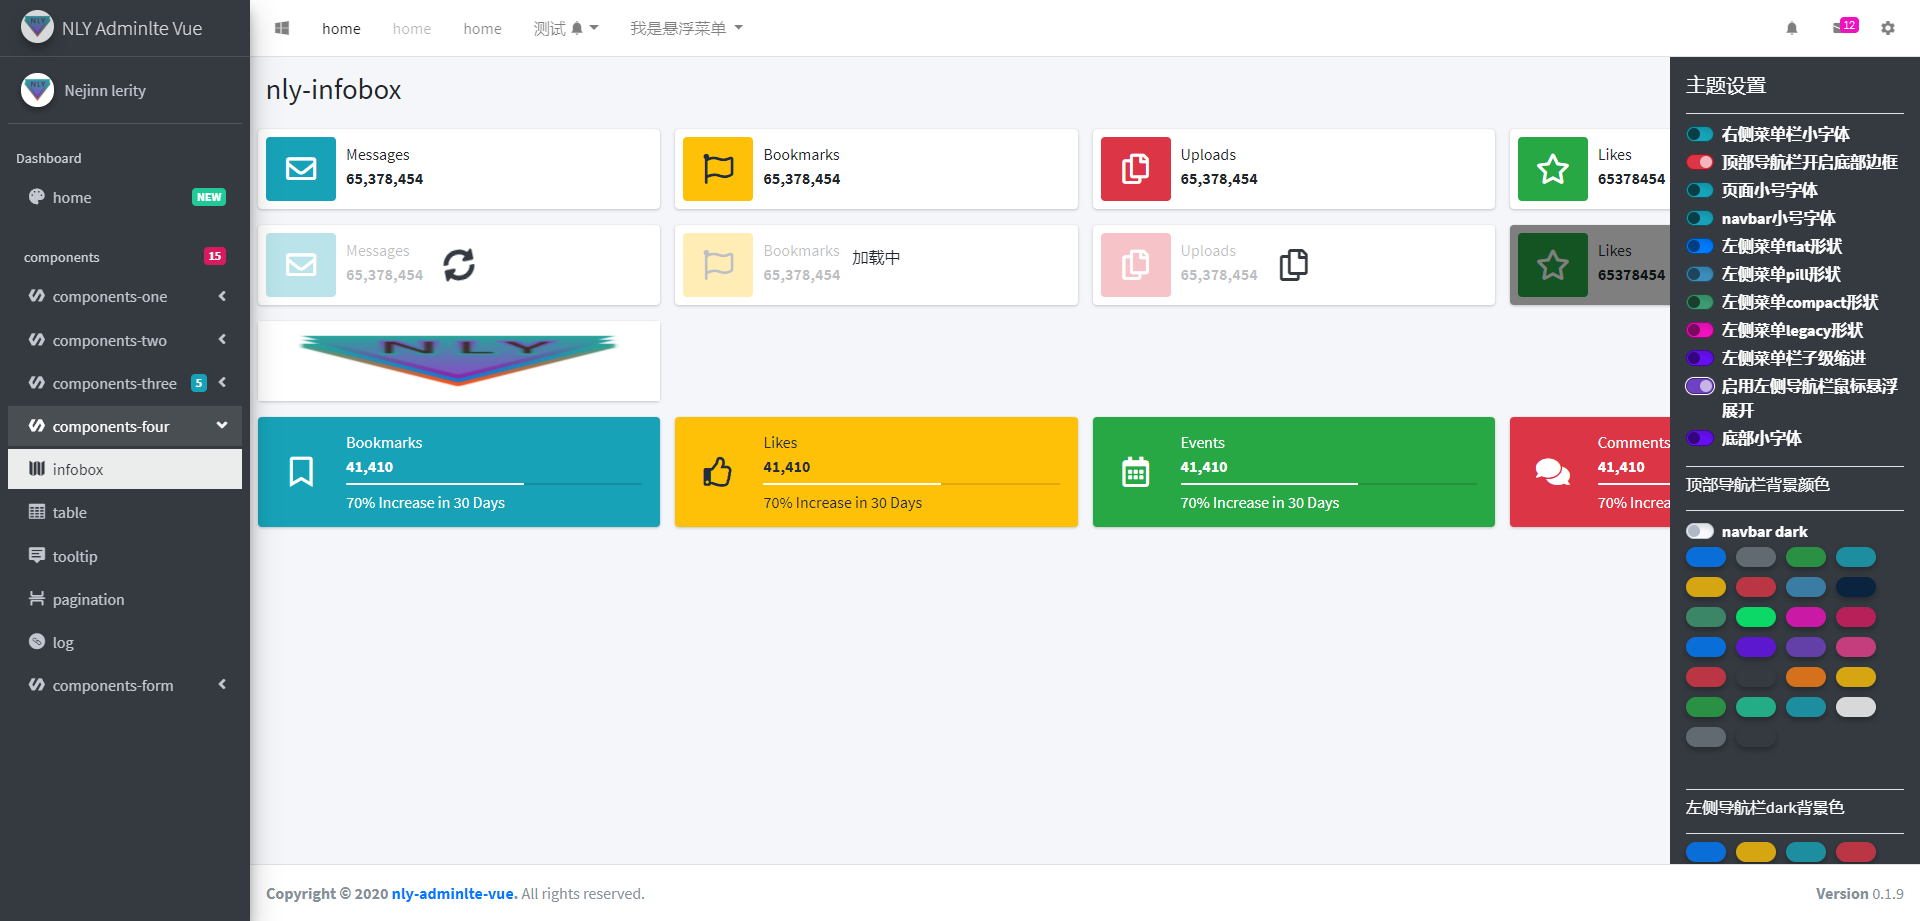 NLY Adminlte Vue
home
home
home
测试
我是悬浮菜单
12
Nejinn lerity
Dashboard
home
NEW
components
15
components-one
components-two
components-three
5
components-four
infobox
table
tooltip
pagination
log
components-form
nly-infobox
Messages
65,378,454
Bookmarks
65,378,454
Uploads
65,378,454
Likes
65378454
Messages
65,378,454
Bookmarks
65,378,454
加载中
Uploads
65,378,454
Likes
65378454
NLY
Bookmarks
41,410
70% Increase in 30 Days
Likes
41,410
70% Increase in 30 Days
Events
41,410
70% Increase in 30 Days
Comments
41,410
70% Increa
主题设置
右侧菜单栏小字体
顶部导航栏开启底部边框
页面小号字体
navbar小号字体
左侧菜单flat形状
左侧菜单pill形状
左侧菜单compact形状
左侧菜单legacy形状
左侧菜单栏子级缩进
启用左侧导航栏鼠标悬浮
展开
底部小字体
顶部导航栏背景颜色
navbar dark
左侧导航栏dark背景色
Copyright © 2020 nly-adminlte-vue. All rights reserved.
Version 0.1.9